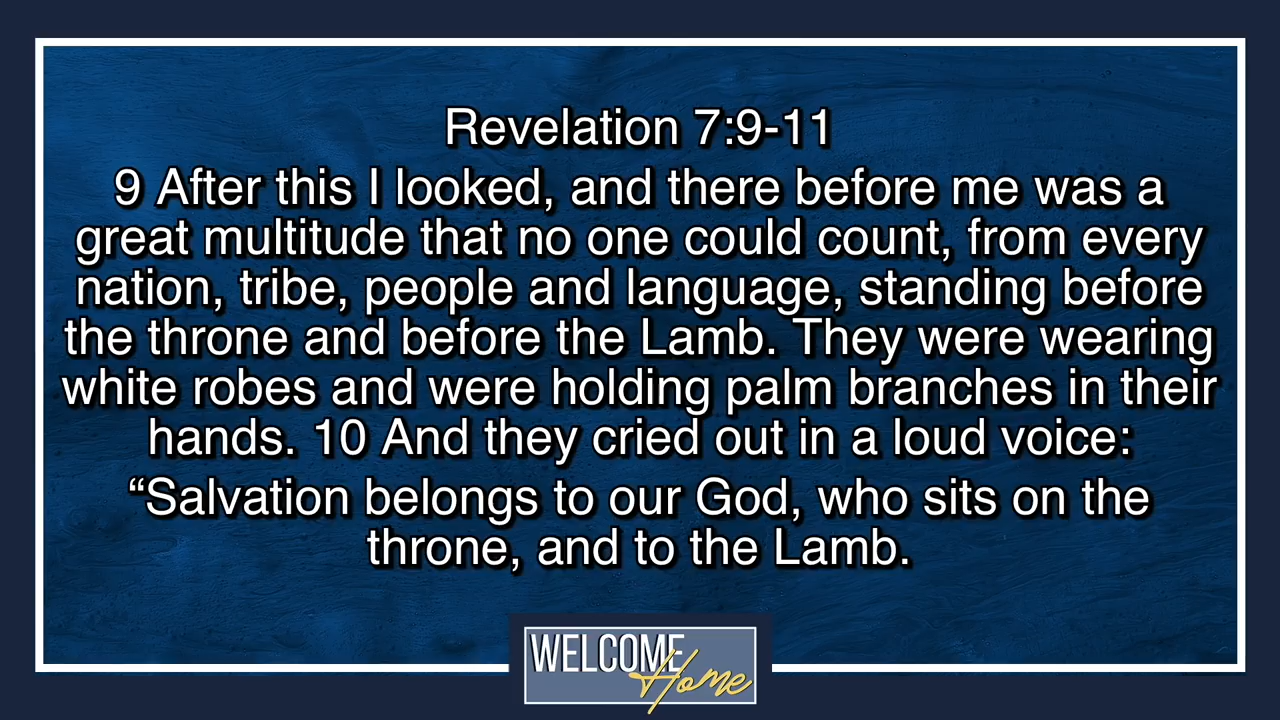 Revelation 7:9-11
9 After this I looked, and there before me was a
great multitude that no one could count, from every
nation, tribe, people and language, standing before
the throne and before the Lamb. They were wearing
white robes and were holding palm branches in their
hands. 10 And they cried out in a loud voice:
“Salvation belongs to our God, who sits on the
throne, and to the Lamb.
WELCOME
Home